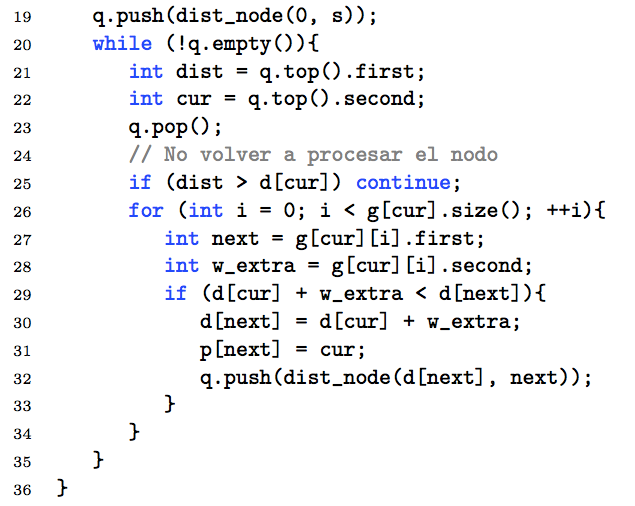 19 q.push(dist_node(0, s));
20 while (!q.empty()){
21 int dist = q.top().first;
22 int cur = q.top().second;
23 q.pop();
24 // No volver a procesar el nodo
25 if (dist > d[cur]) continue;
26 for (int i = 0; i < g[cur].size(); ++i){
27 int next = g[cur][i].first;
28 int w_extra = g[cur][i].second;
29 if (d[cur] + w_extra < d[next]){
30 d[next] = d[cur] + w_extra;
31 p[next] = cur;
32 q.push(dist_node(d[next], next));
33 }
34 }
35 }
36 }